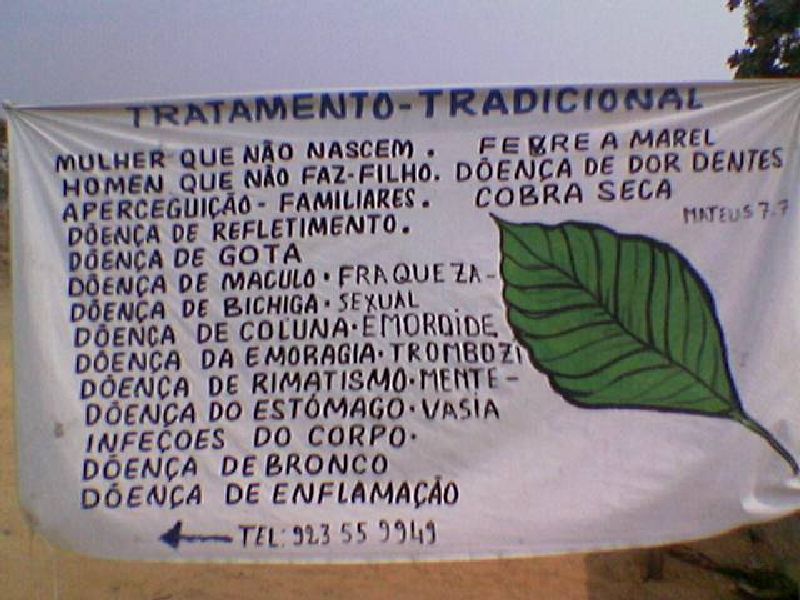 TRATAMENTO-TRADICIONAL
MULHER QUE NÃO NASCEM.
HOMEN QUE NÃO FAZ-FILHO.
APERCEGUIÇÃO-FAMILIARES.
DÔENÇA DE REFLETIMENTO.
DÔENÇA DE GOTA
DÔENÇA DE MACULO.FRAQUEZA-
DÔENÇA DE BICHIGA.SEXUAL
DÔENCA DE COLUNA.EMOROIDE
DÔENÇA DA EMORAGIA.TROMBOZI
DÔENÇA DE RIMATISMO.MENTE-
DÔENÇA DO ESTÓMAGO.VASIA
INFEÇOES DO CORPO.
DÔENÇA DE BRONCO
DÔENÇA DE ENFLAMAÇÃO
TEL: 923 55 9949
FEBRE A MAREL
DÔENÇA DE DOR DENTES
COBRA SECA
MATEUS 7.7